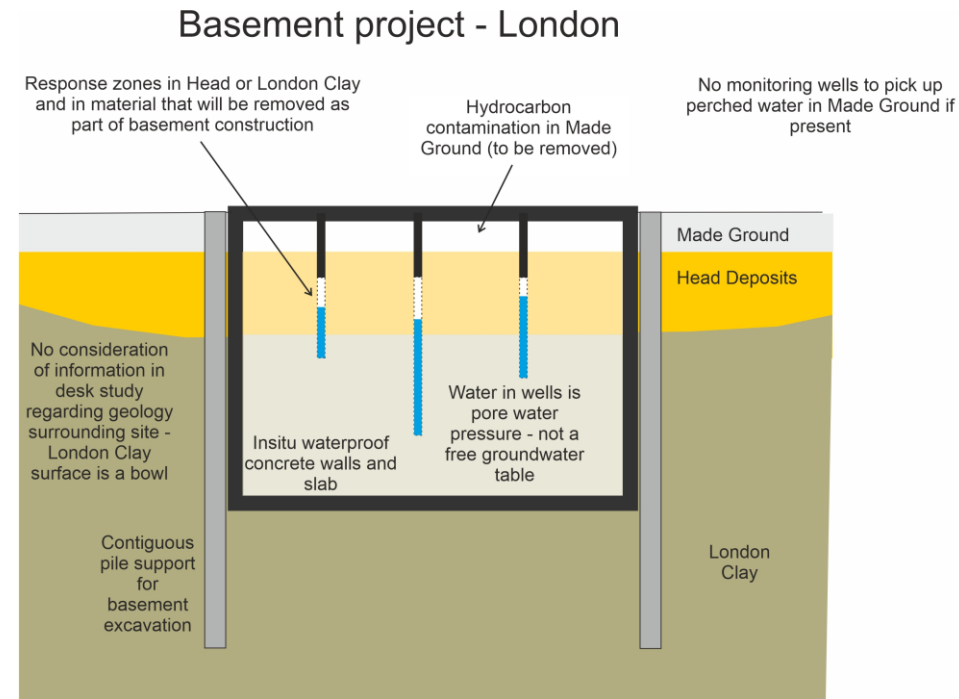 Basement project - London
Response zones in Head or London Clay
and in material that will be removed as
part of basement construction
Hydrocarbon
contamination in Made
Ground (to be removed)
No monitoring wells to pick up
perched water in Made Ground if
present
Made Ground
Head Deposits
No consideration
of information in
desk study
regarding geology
surrounding site -
London Clay
surface is a bowl
Insitu waterproof
concrete walls and
slab
Water in wells is
pore water
pressure - not a
free groundwater
table
Contiguous
pile support
for
basement
excavation
London
Clay